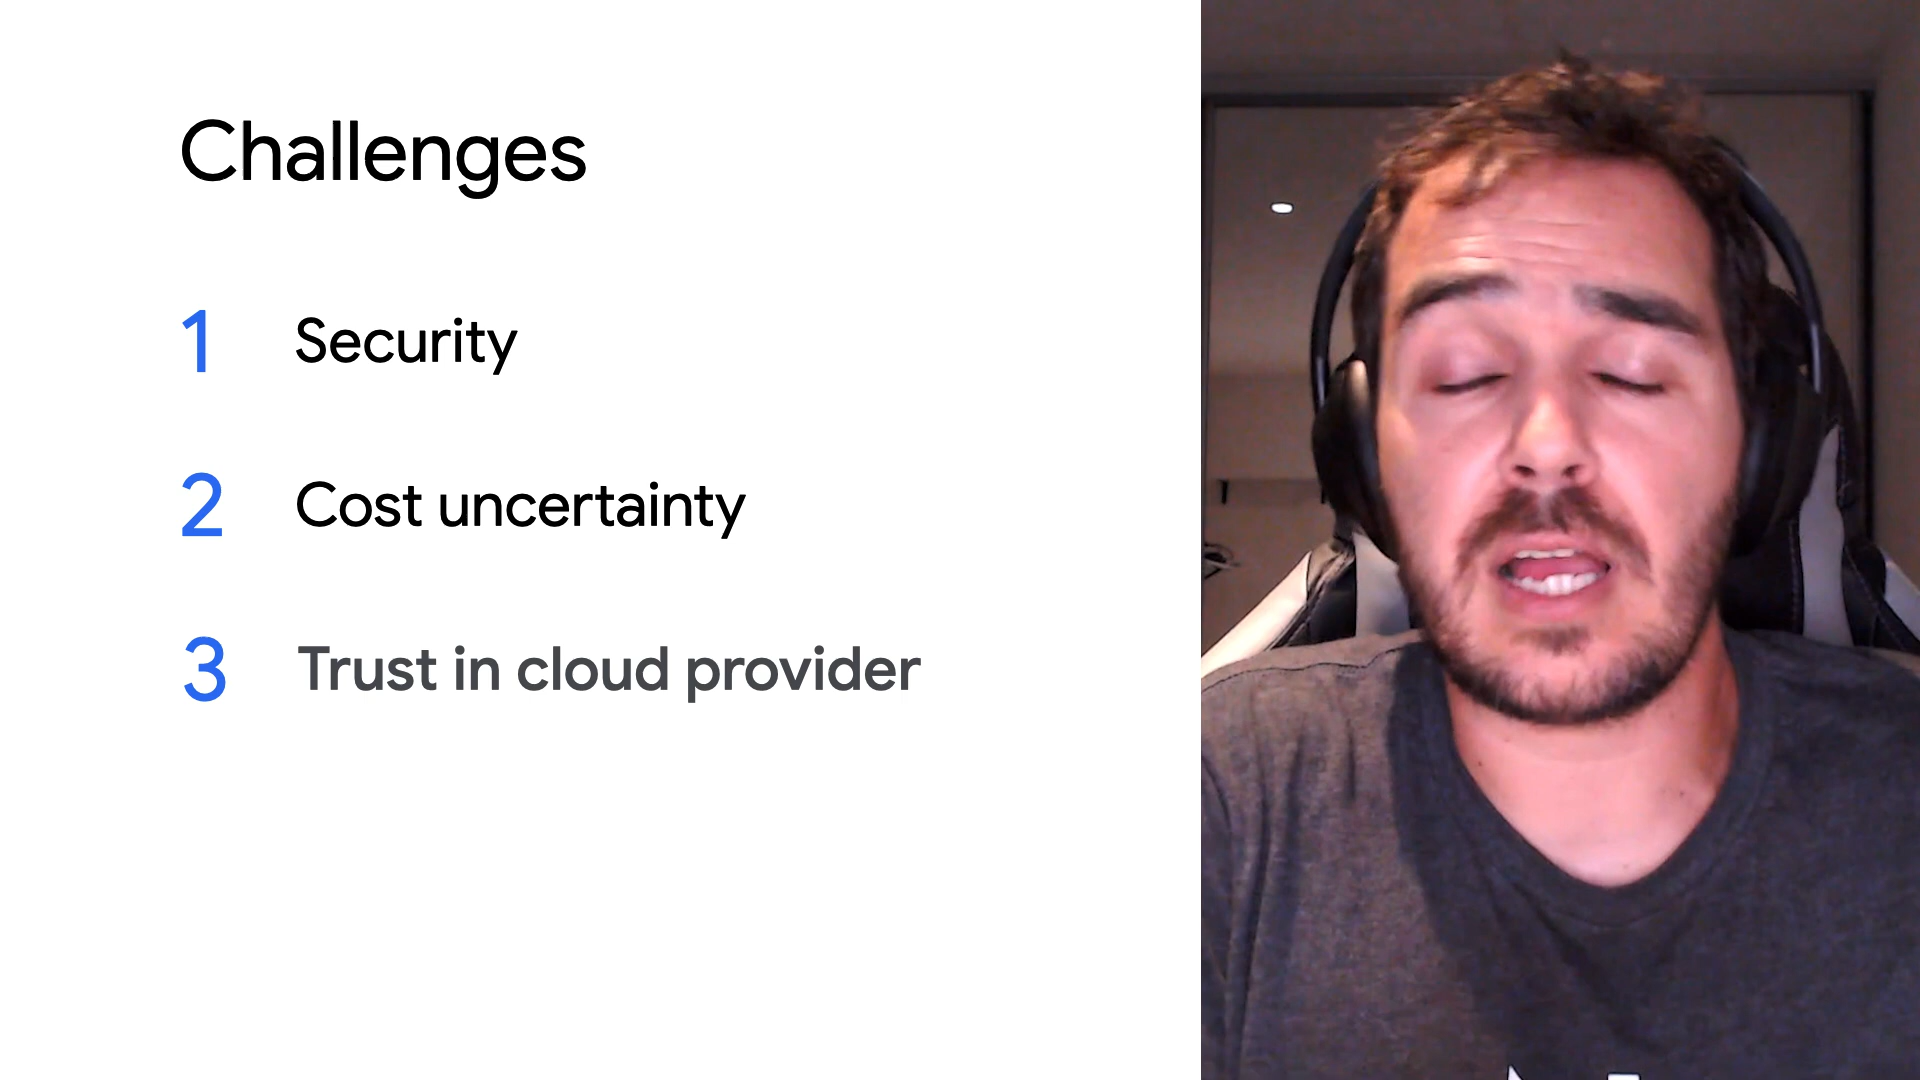 Challenges
1 Security
2 Cost uncertainty
3 Trust in cloud provider